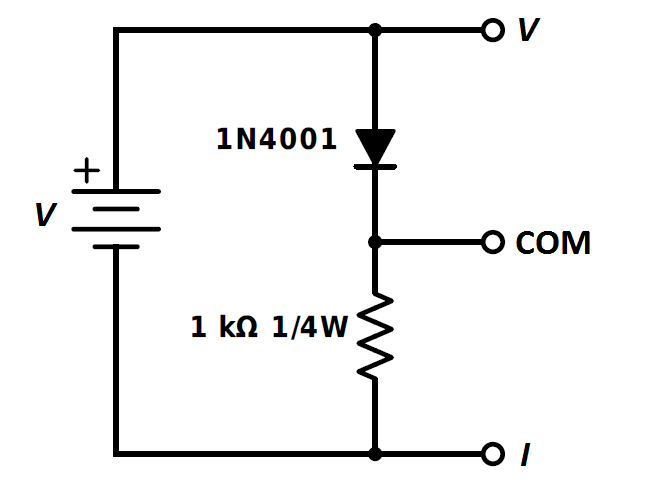 V
1N4001
+
V
COM
1 kΩ 1/4W
I